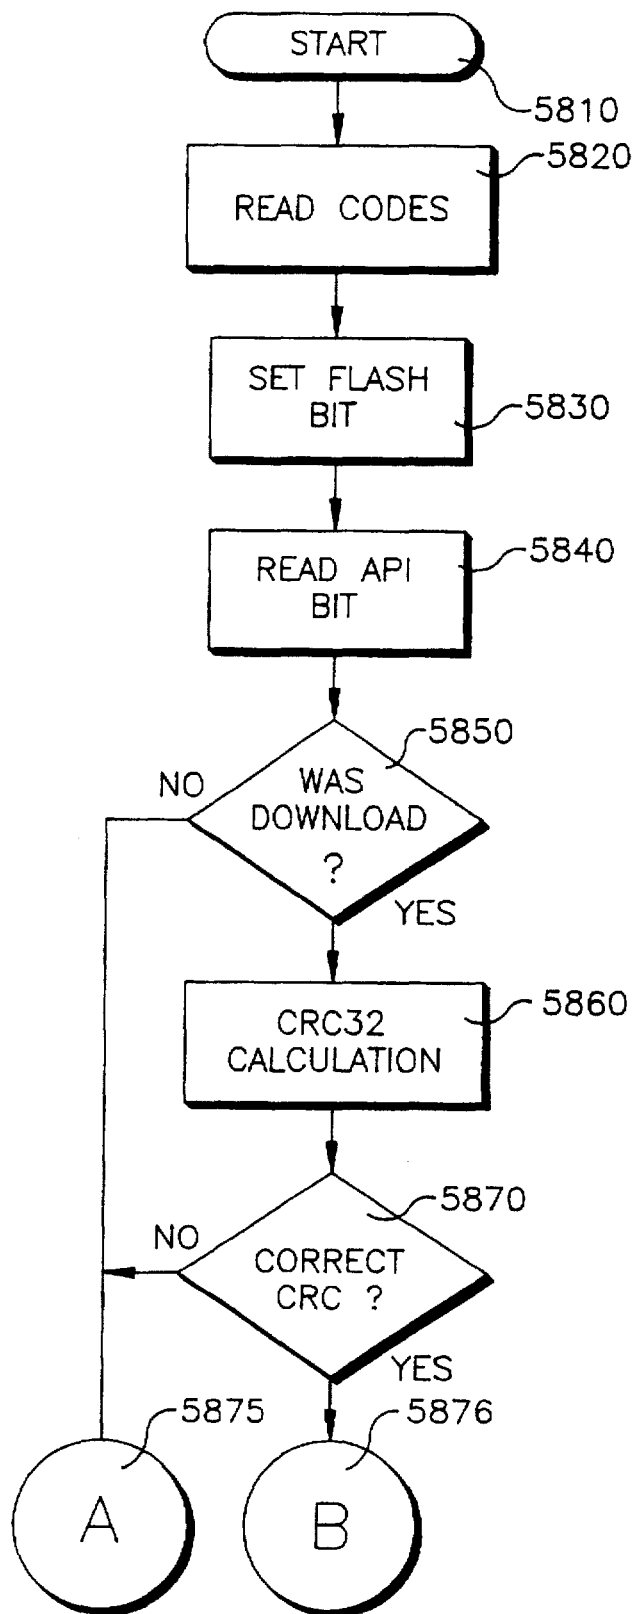 START
5810
5820
READ CODES
SET FLASH
BIT
5830
5840
READ API
BIT
5850
NO
WAS
DOWNLOAD
?
YES
5860
CRC32
CALCULATION
5870
NO
CORRECT
CRC ?
YES
5875
5876
A
B